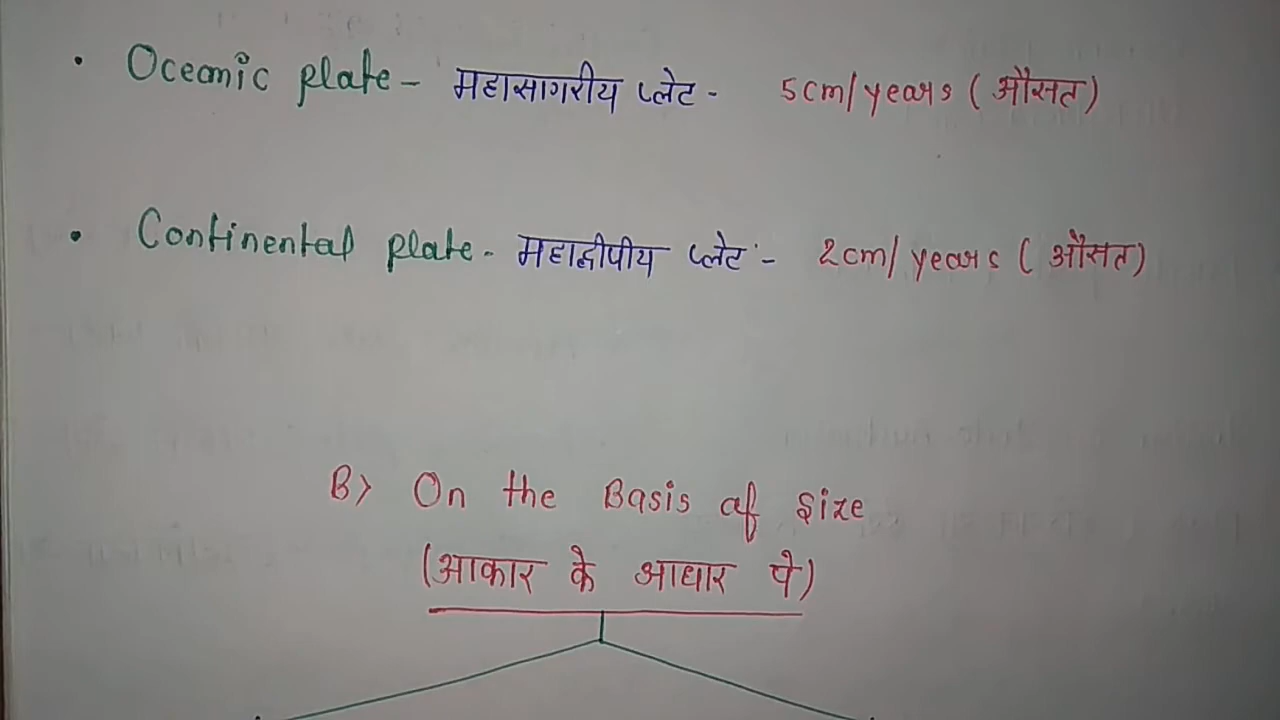 • Oceanic plate - महासागरीय प्लेट - 5cm/years (औसत)
• Continental plate - महाद्वीपीय प्लेट - 2cm/years (औसत)
B) On the Basis of size
(आकार के आधार पे)